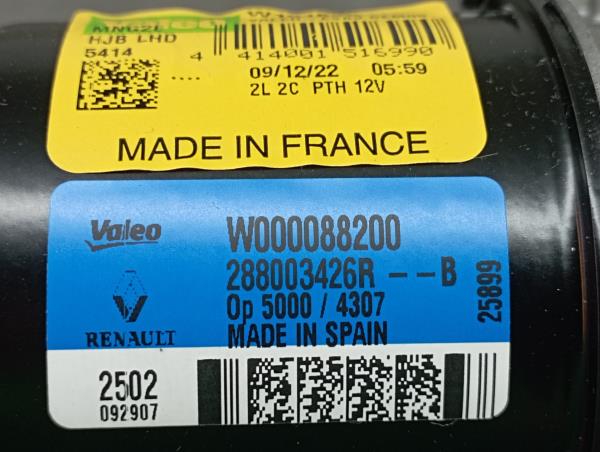 HJB LHD
5414
4 414001 516990
09/12/22 05:59
2L 2C PTH 12V
MADE IN FRANCE
Valeo
W000088200
288003426R -- B
Op 5000 / 4307
RENAULT
MADE IN SPAIN
25899
2502
092907